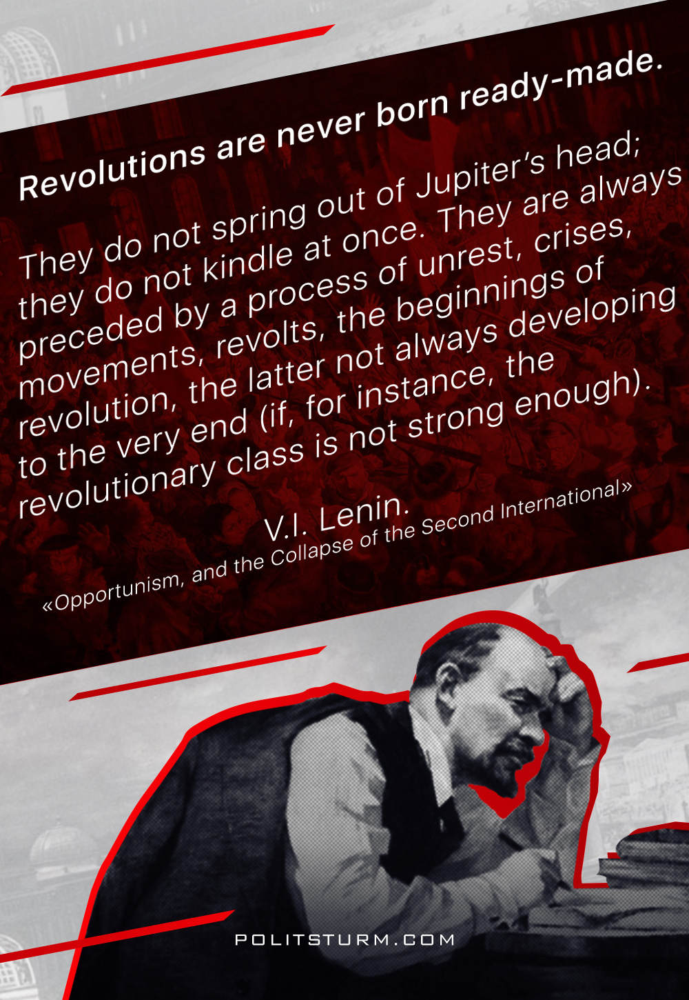 Revolutions are never born ready-made.
They do not spring out of Jupiter’s head;
they do not kindle at once. They are always
preceded by a process of unrest, crises,
movements, revolts, the beginnings of
revolution, the latter not always developing
to the very end (if, for instance, the
revolutionary class is not strong enough).
V.I. Lenin.
«Opportunism, and the Collapse of the Second International»
POLITSTURM.COM